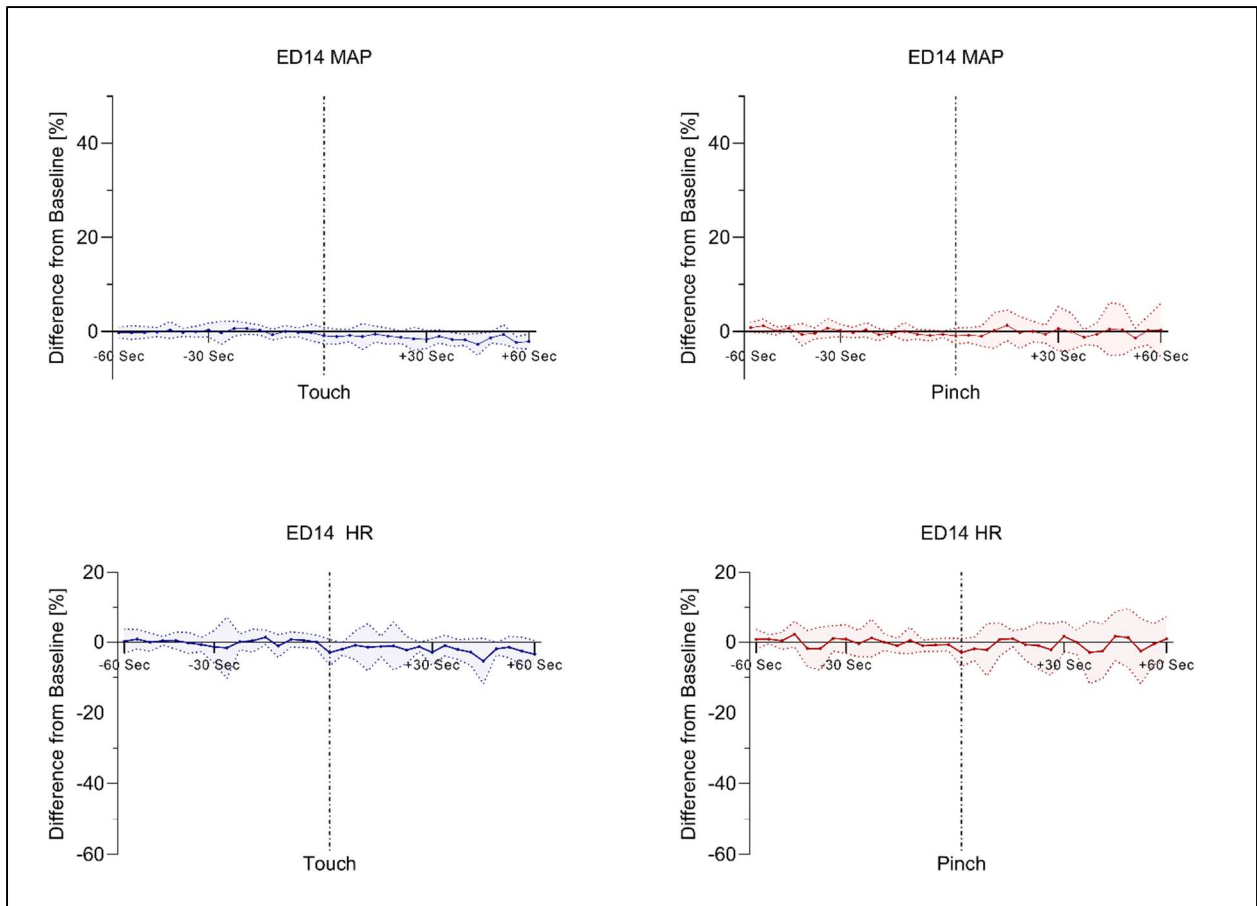 ED14 MAP
Difference from Baseline [%]
40
20
0
-60 Sec
-30 Sec
+30 Sec
+60 Sec
Touch
ED14 MAP
Difference from Baseline [%]
40
20
0
-60 Sec
-30 Sec
+30 Sec
+60 Sec
Pinch
ED14 HR
Difference from Baseline [%]
20
0
-20
-40
-60
-60 Sec
-30 Sec
+30 Sec
+60 Sec
Touch
ED14 HR
Difference from Baseline [%]
20
0
-20
-40
-60
-60 Sec
-30 Sec
+30 Sec
+60 Sec
Pinch